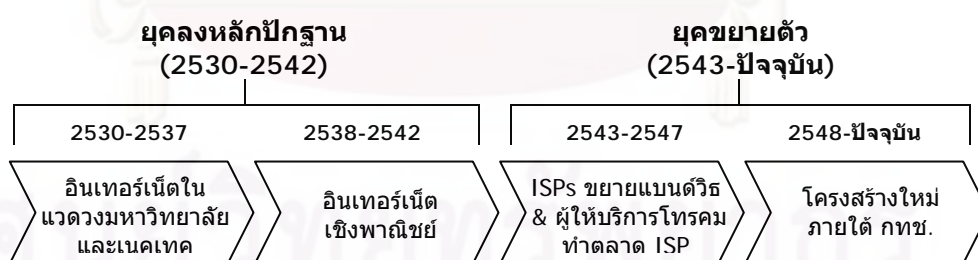 ยุคลงหลักปักฐาน
(2530-2542)
ยุคขยายตัว
(2543-ปัจจุบัน)
2530-2537
2538-2542
2543-2547
2548-ปัจจุบัน
อินเทอร์เน็ตใน
แวดวงมหาวิทยาลัย
และเนคเทค
อินเทอร์เน็ต
เชิงพาณิชย์
ISPs ขยายแบนด์วิธ
& ผู้ให้บริการโทรคม
ทำตลาด ISP
โครงสร้างใหม่
ภายใต้ กทช.